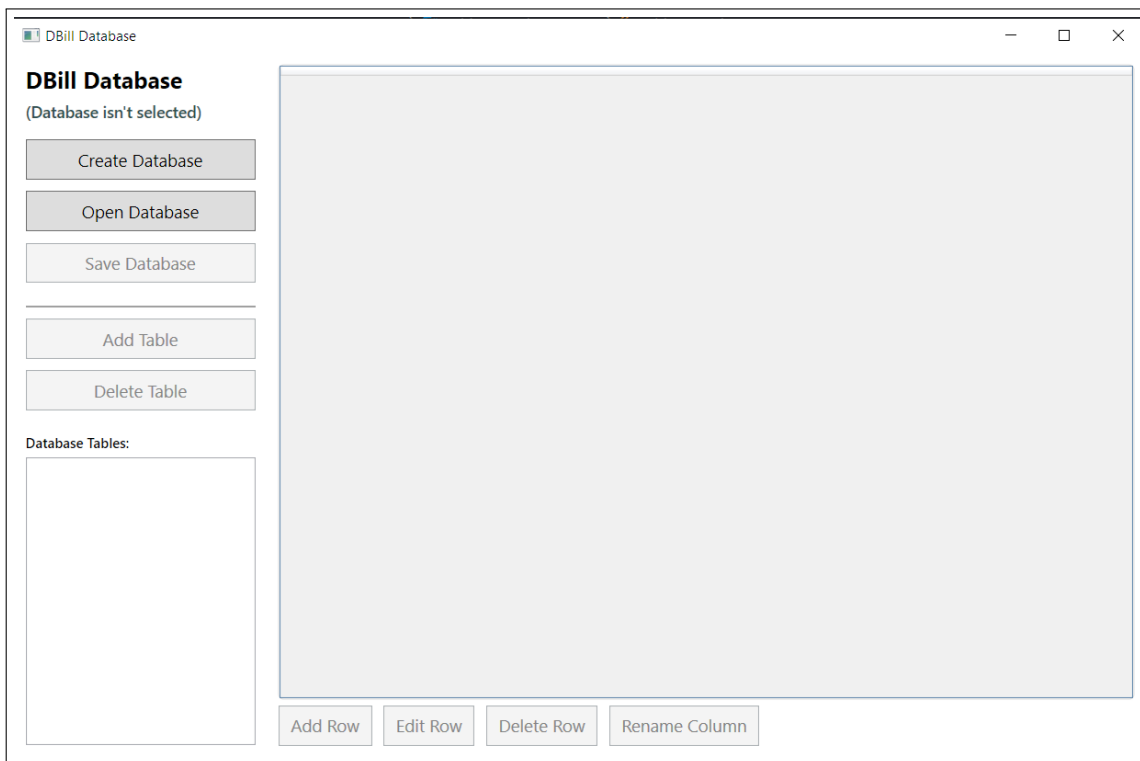 DBill Database
DBill Database
(Database isn't selected)
Create Database
Open Database
Save Database
Add Table
Delete Table
Database Tables:
Add Row
Edit Row
Delete Row
Rename Column